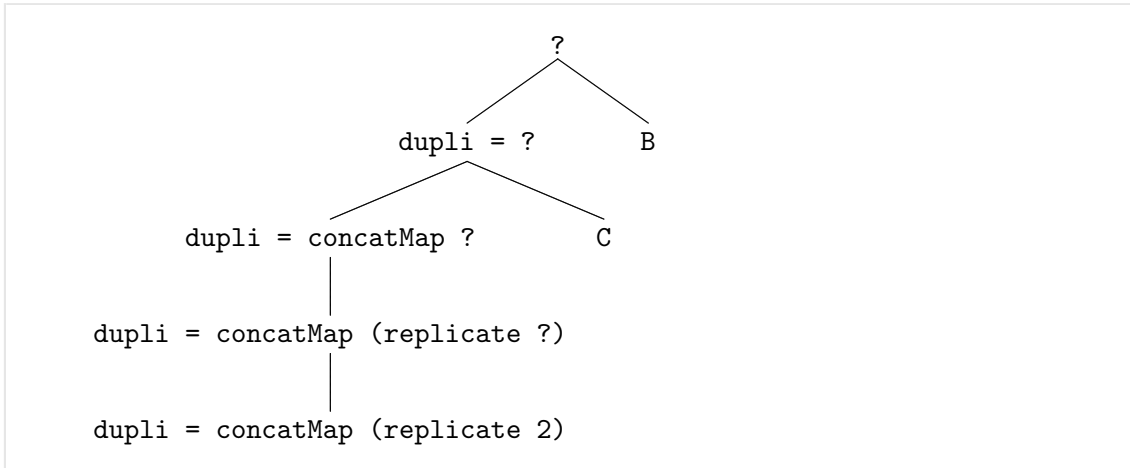 ?
dupli = ? B
dupli = concatMap ? C
dupli = concatMap (replicate ?)
dupli = concatMap (replicate 2)